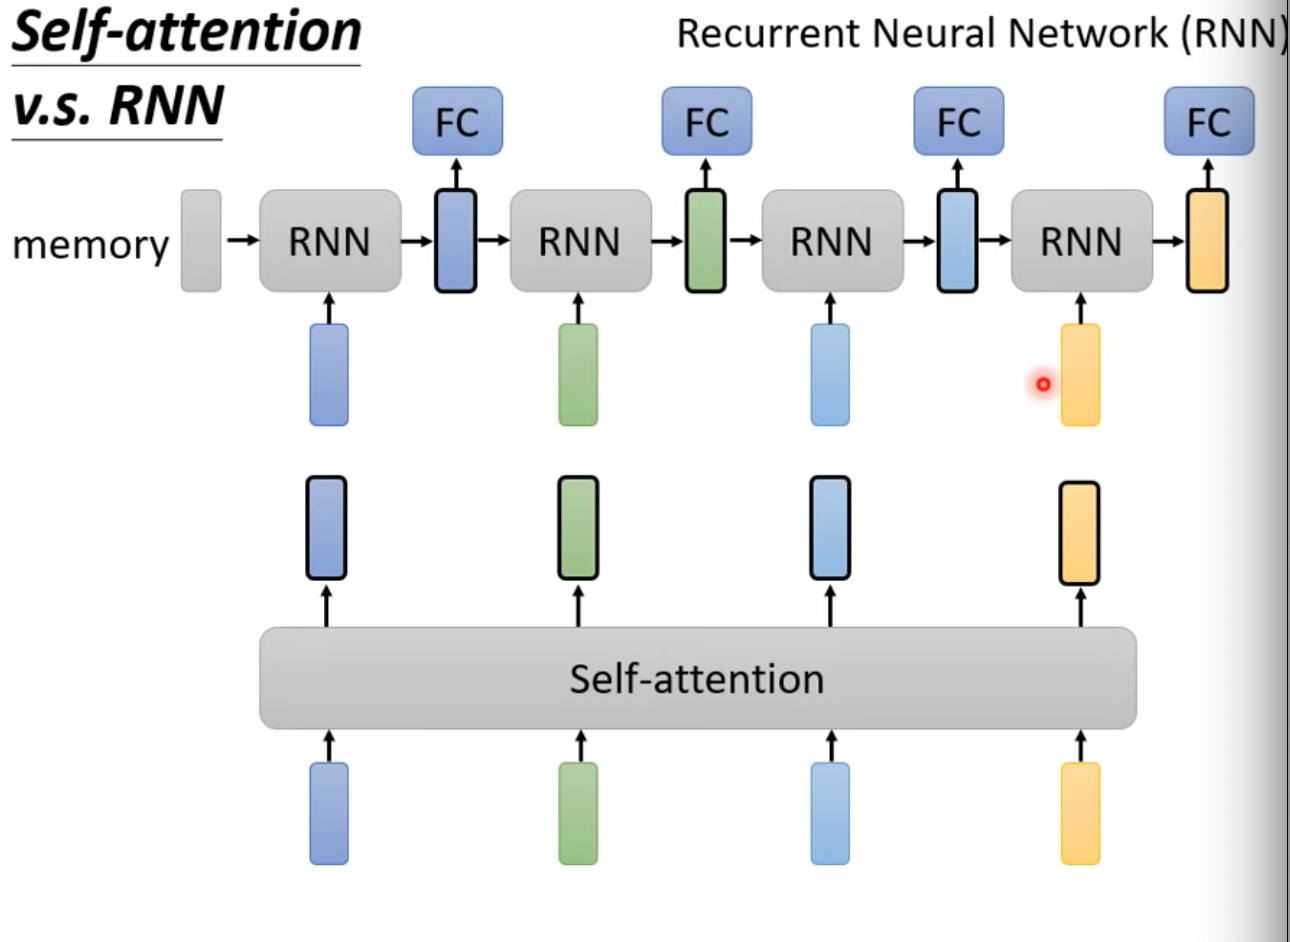 Self-attention
v.s. RNN
Recurrent Neural Network (RNN)
FC FC FC FC
memory RNN RNN RNN RNN
Self-attention